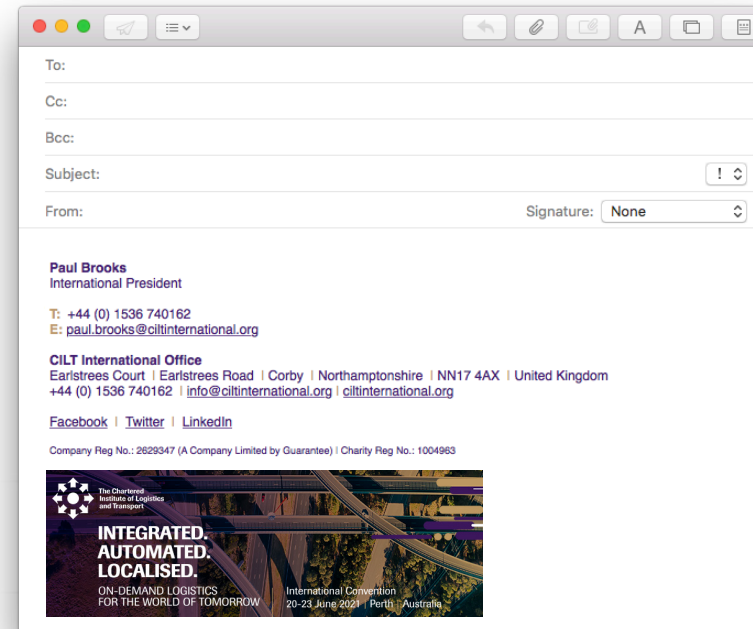 To:
Cc:
Bcc:
Subject:
!
From:
Signature: None
A
Paul Brooks
International President
T: +44 (0) 1536 740162
E: paul.brooks@ciltinternational.org
CILT International Office
Earlstrees Court | Earlstrees Road | Corby | Northamptonshire | NN17 4AX | United Kingdom
+44 (0) 1536 740162 | info@ciltinternational.org | ciltinternational.org
Facebook | Twitter | LinkedIn
Company Reg No.: 2629347 (A Company Limited by Guarantee) | Charity Reg No.: 1004963
The Chartered
Institute of Logistics
and Transport
INTEGRATED.
AUTOMATED.
LOCALISED.
ON-DEMAND LOGISTICS
FOR THE WORLD OF TOMORROW
International Convention
20-23 June 2021 | Perth | Australia